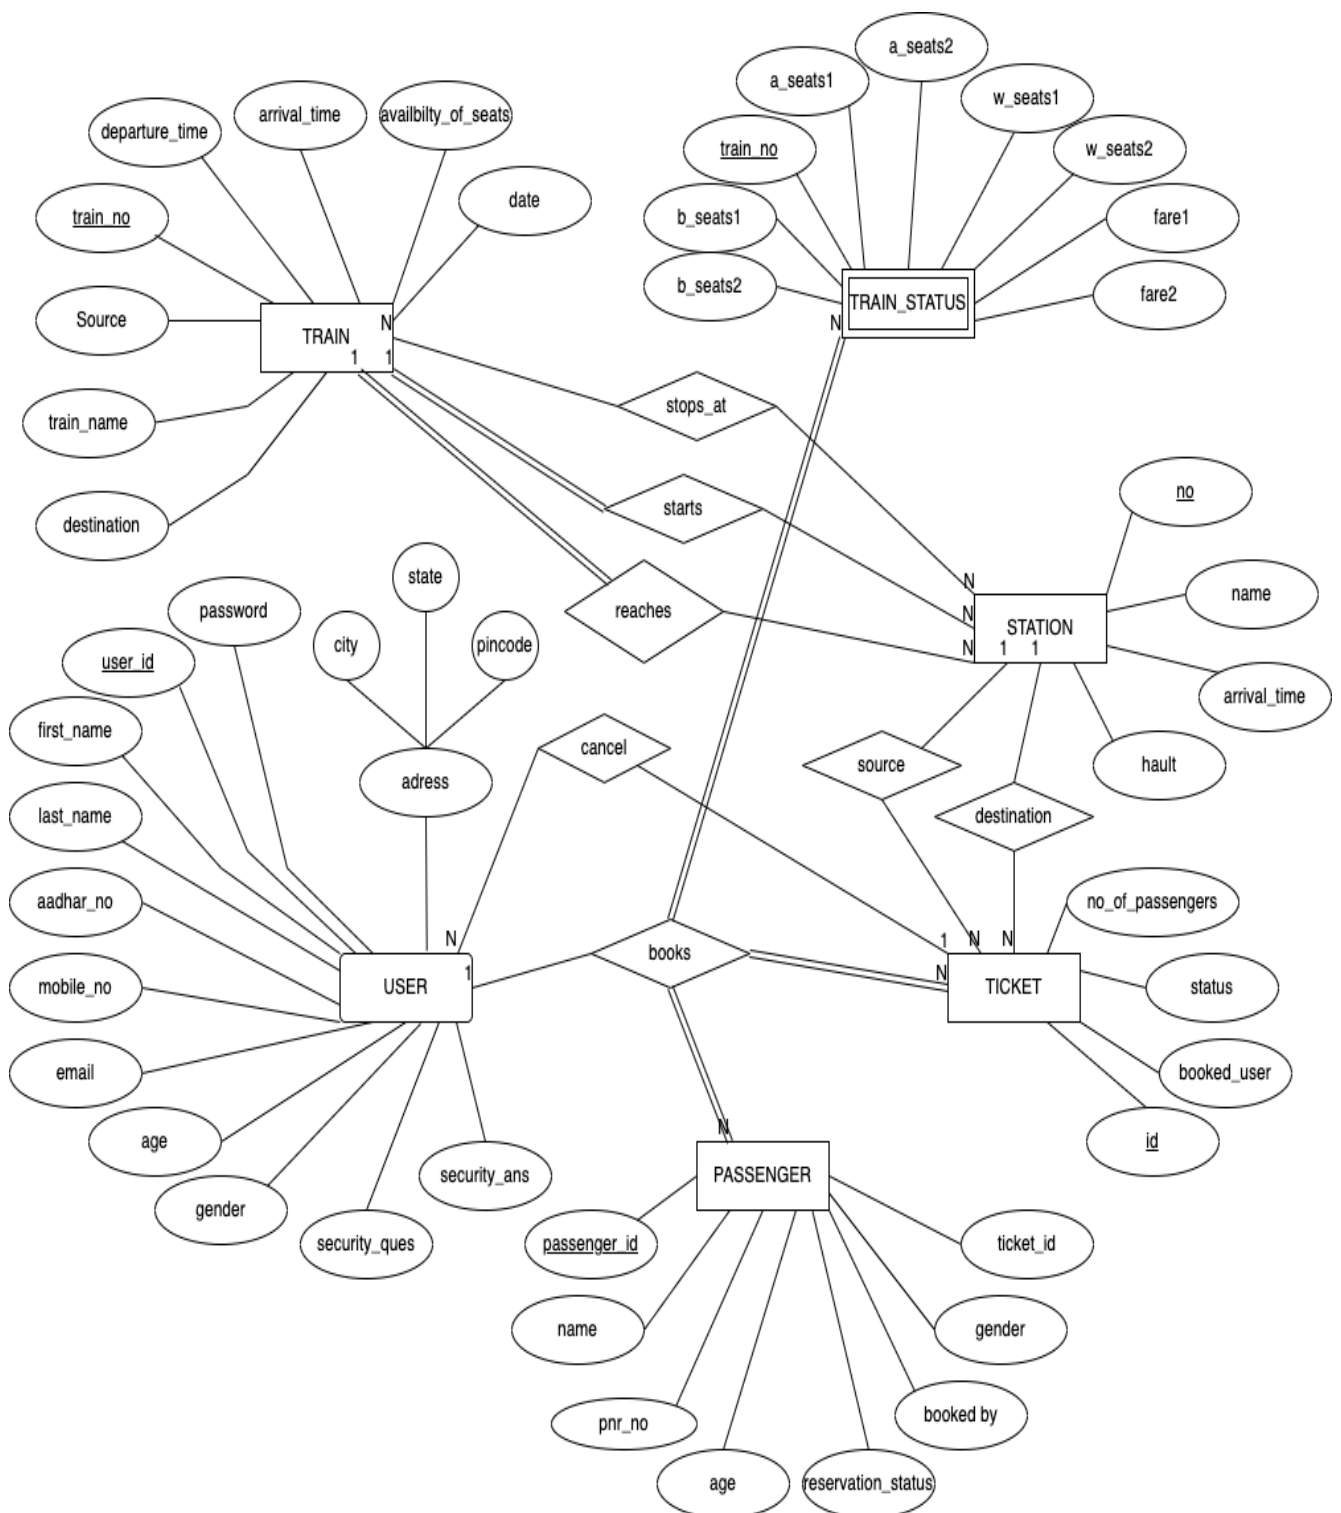 a_seats2
a_seats1
w_seats1
departure_time
arrival_time
availbilty_of_seats
train_no
w_seats2
train_no
date
b_seats1
fare1
b_seats2
fare2
Source
TRAIN
N
1
1
TRAIN_STATUS
N
train_name
stops_at
destination
starts
no
state
password
reaches
N
name
city
pincode
user_id
N
STATION
N
1
1
arrival_time
first_name
cancel
source
hault
adress
last_name
destination
aadhar_no
no_of_passengers
N
books
1
N
N
mobile_no
USER
1
N
TICKET
status
email
booked_user
age
N
id
security_ans
PASSENGER
gender
security_ques
passenger_id
ticket_id
name
gender
pnr_no
booked by
age
reservation_status